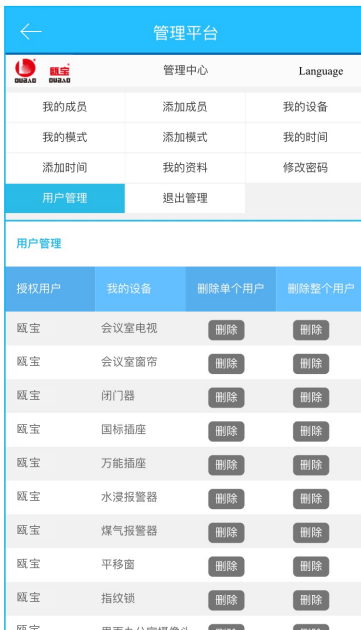 管理平台
OUBAO 瓯宝 OUBAO 管理中心 Language
我的成员 添加成员 我的设备
我的模式 添加模式 我的时间
添加时间 我的资料 修改密码
用户管理 退出管理
用户管理
授权用户 我的设备 删除单个用户 删除整个用户
瓯宝 会议室电视 删除 删除
瓯宝 会议室窗帘 删除 删除
瓯宝 闭门器 删除 删除
瓯宝 国标插座 删除 删除
瓯宝 万能插座 删除 删除
瓯宝 水浸报警器 删除 删除
瓯宝 煤气报警器 删除 删除
瓯宝 平移窗 删除 删除
瓯宝 指纹锁 删除 删除